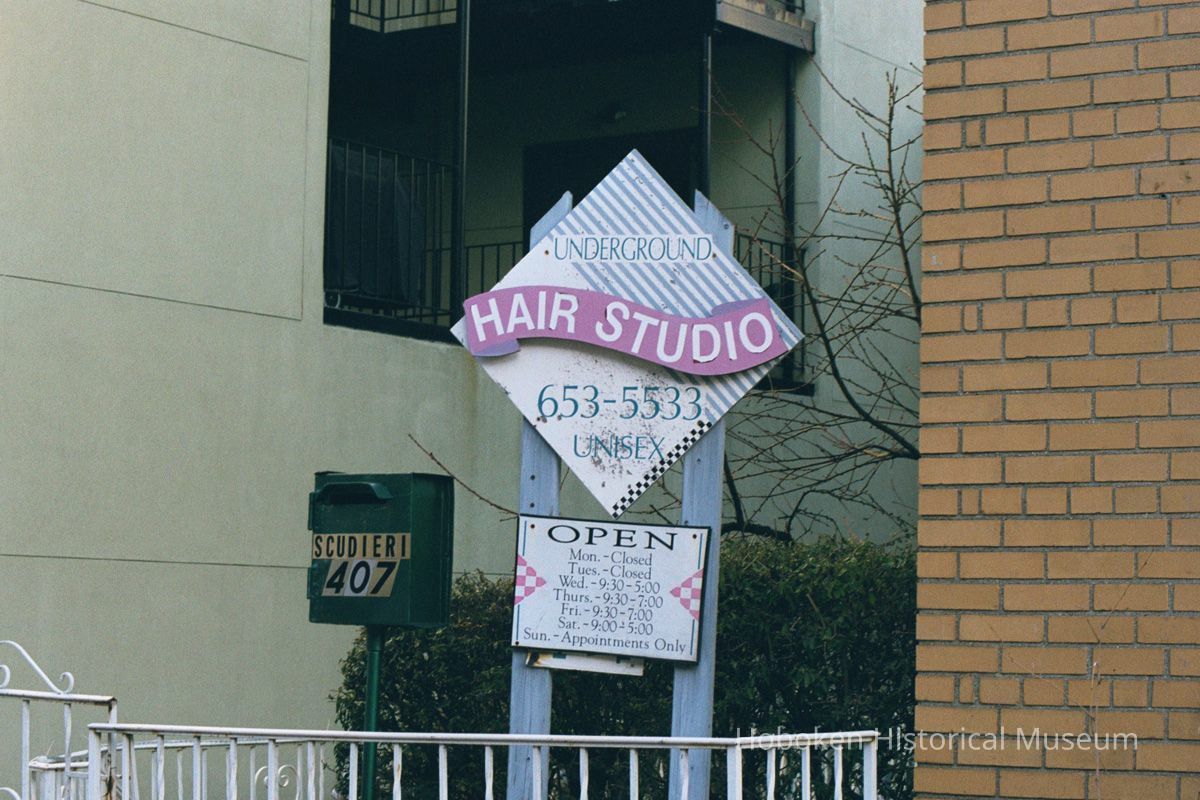 UNDERGROUND
HAIR STUDIO
653-5533
UNISEX
SCUDIERI
407
OPEN
Mon. - Closed
Tues. - Closed
Wed. - 9:30-5:00
Thurs. - 9:30-7:00
Fri. - 9:30-7:00
Sat. - 9:00-5:00
Sun. - Appointments Only
Hoboken Historical Museum